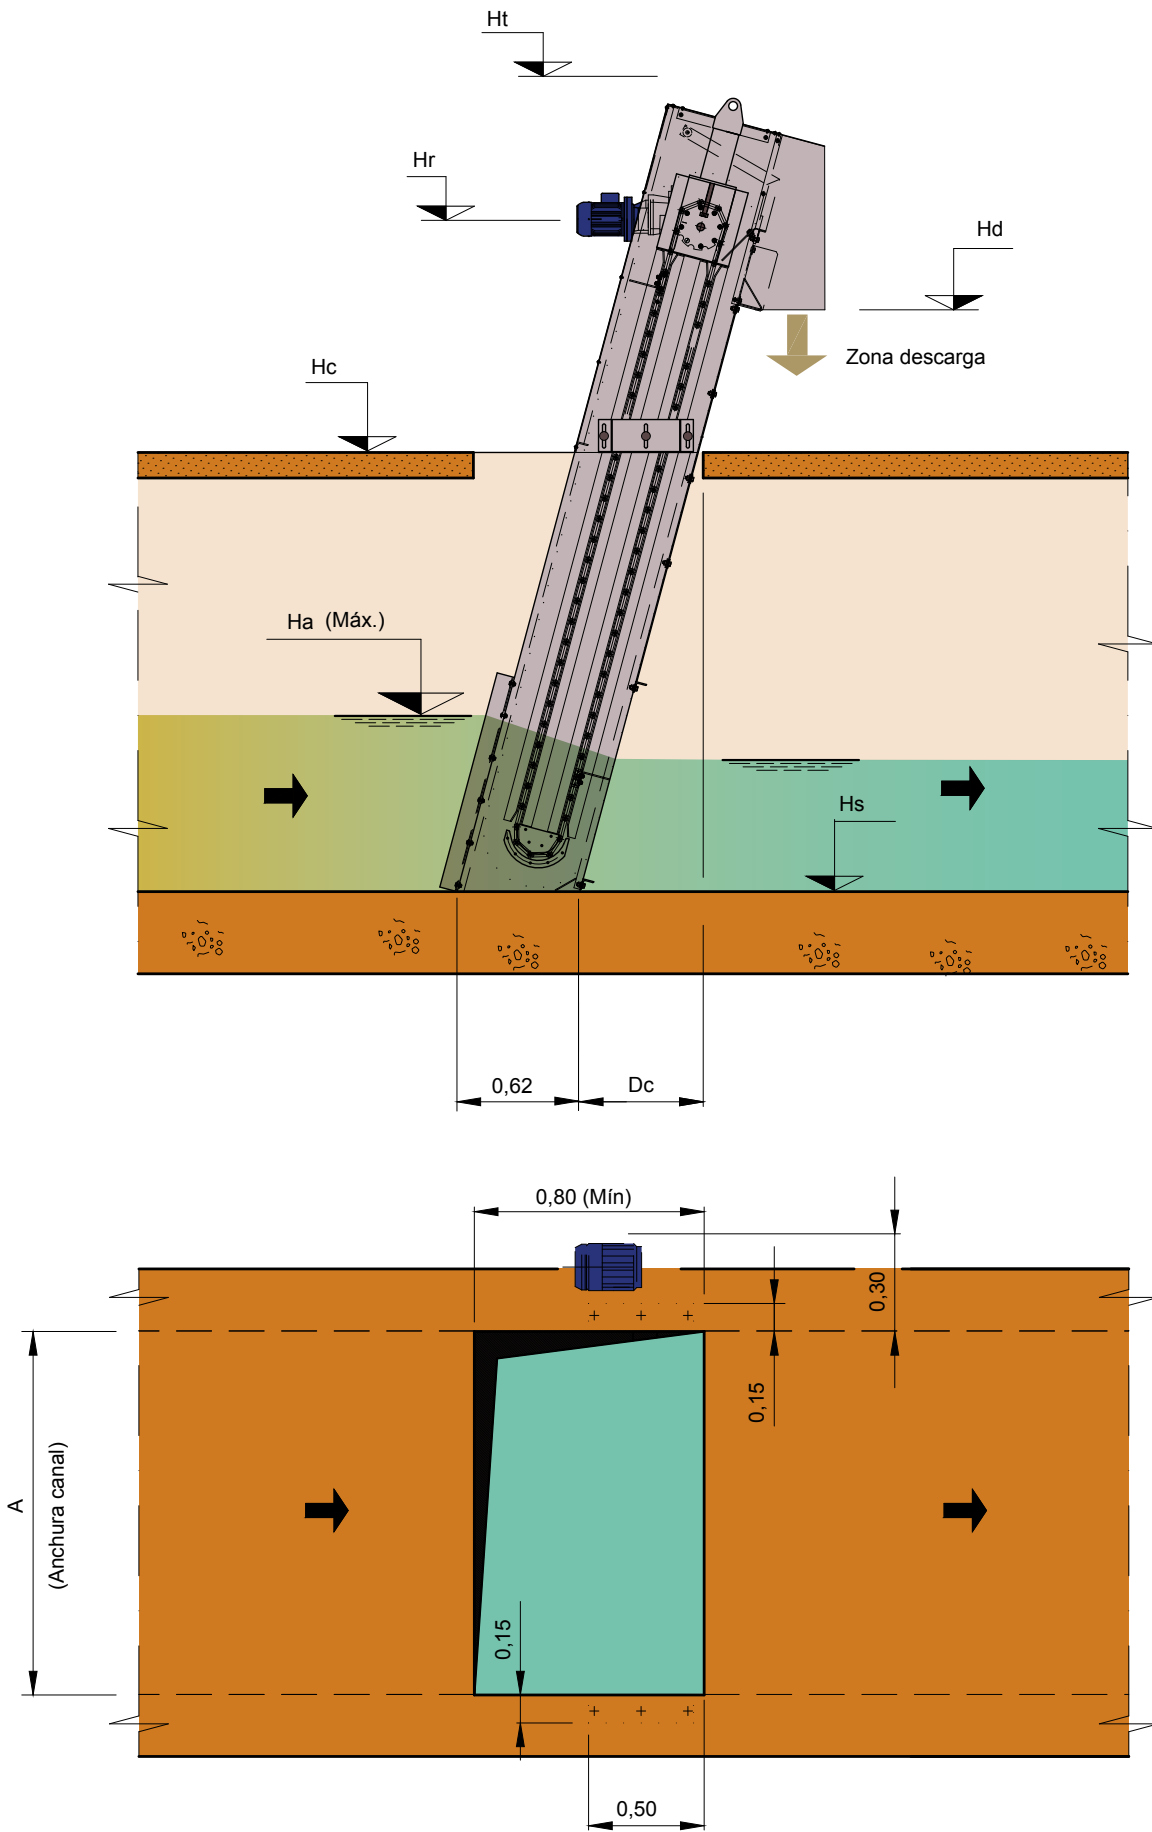 Ht
Hr
Hd
Zona descarga
Hc
Ha (Máx.)
Hs
0,62
Dc
0,80 (Mín)
0,30
0,15
A
(Anchura canal)
0,15
0,50